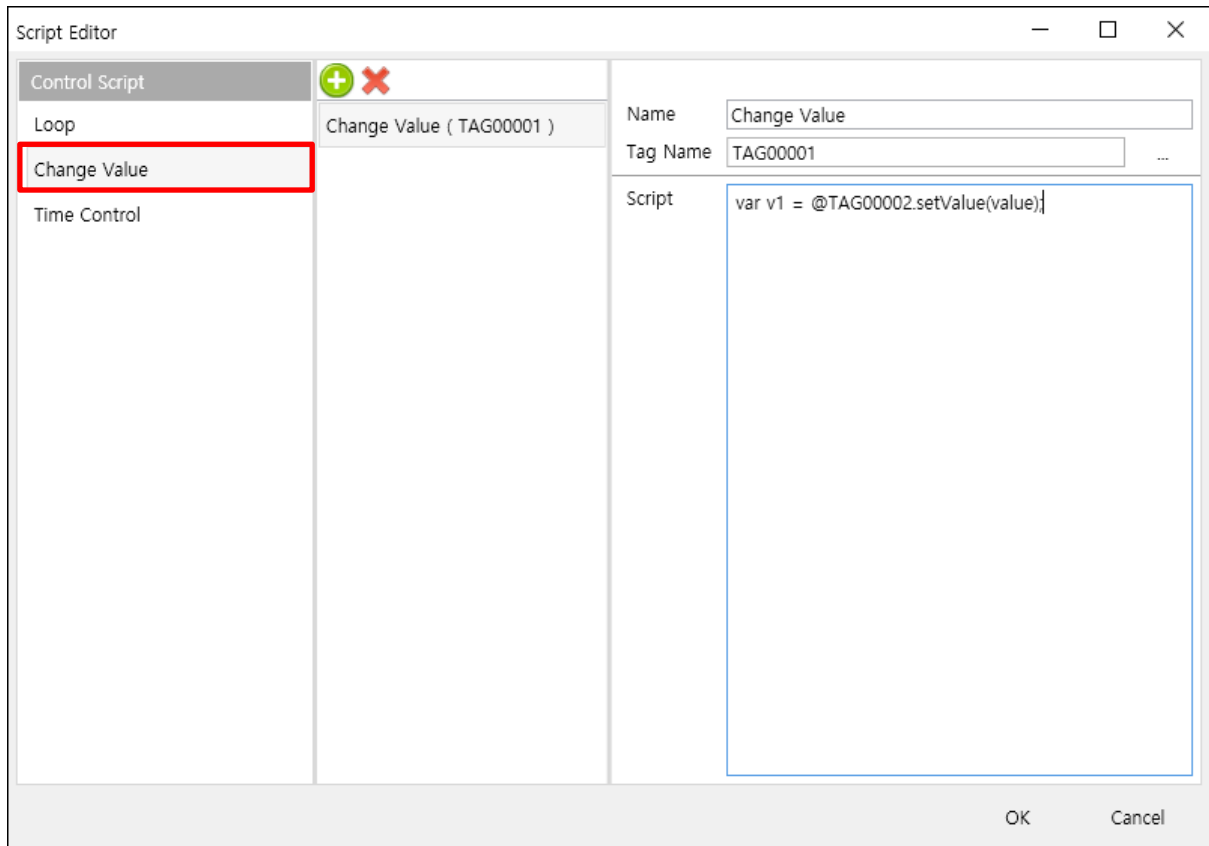 Script Editor
Control Script
Loop
Change Value
Time Control
Change Value ( TAG00001 )
Name Change Value
Tag Name TAG00001 ...
Script var v1 = @TAG00002.setValue(value);
OK Cancel